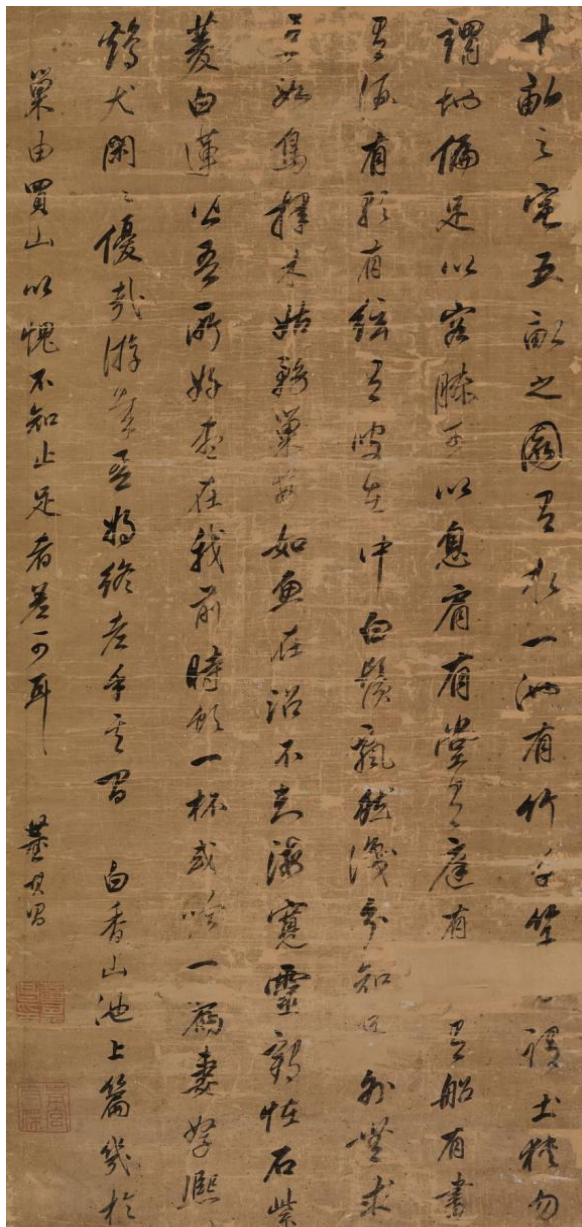 十畝之宅五畝之園有水一池有竹千竿謂土狹勿
謂地偏足以容膝足以息肩有堂有庭有有船有書
有酒有歌有絃有叟在中白鬚飄然識分知足外無求
如鳥擇木姑務巢安如魚在沼不知海寬靈鶴怪石紫
菱白蓮皆吾所好盡在我前時飲一杯或吟一篇妻孥熙
鷄犬閑〻優哉游哉吾將終老乎其間 白香山池上篇幾於
巢由買山以愧不知止足者差可耳 董其昌